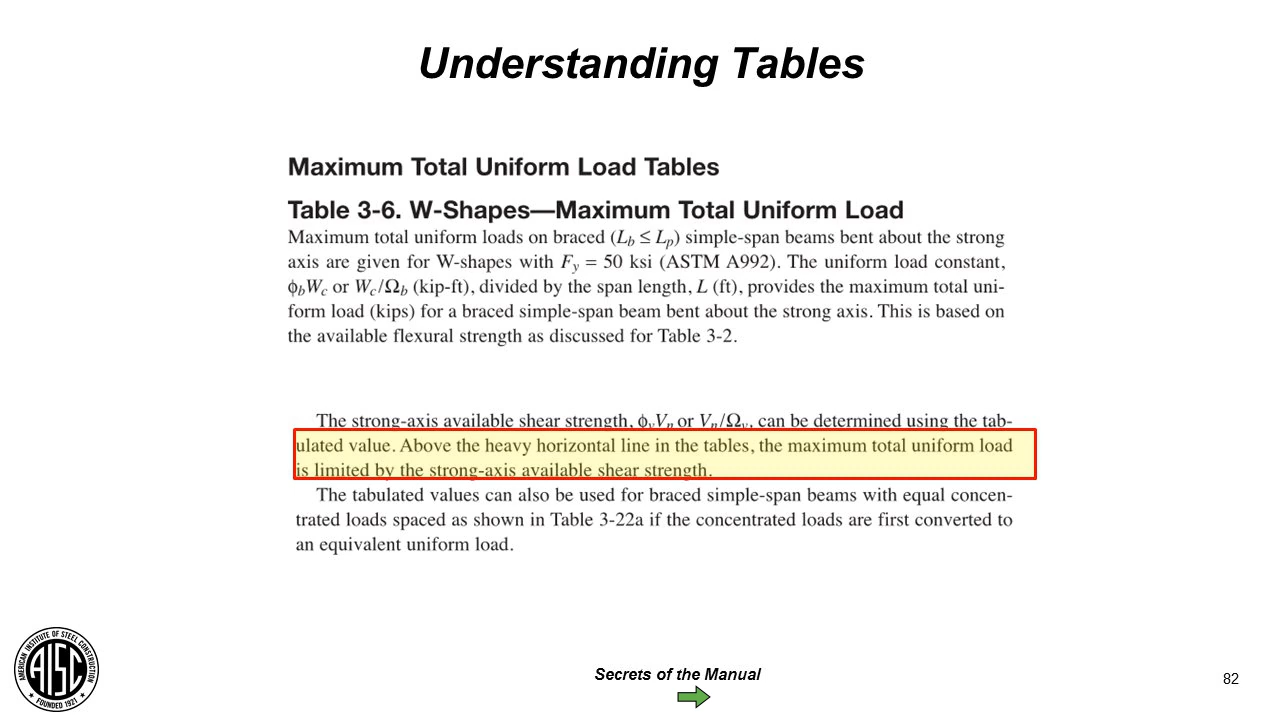 Understanding Tables
Maximum Total Uniform Load Tables
Table 3-6. W-Shapes—Maximum Total Uniform Load
Maximum total uniform loads on braced (Lb ≤ Lp) simple-span beams bent about the strong
axis are given for W-shapes with Fy = 50 ksi (ASTM A992). The uniform load constant,
ϕbWc or Wc/Ωb (kip-ft), divided by the span length, L (ft), provides the maximum total uni-
form load (kips) for a braced simple-span beam bent about the strong axis. This is based on
the available flexural strength as discussed for Table 3-2.
The strong-axis available shear strength, ϕvVn or Vn/Ωv, can be determined using the tab-
ulated value. Above the heavy horizontal line in the tables, the maximum total uniform load
is limited by the strong-axis available shear strength.
The tabulated values can also be used for braced simple-span beams with equal concen-
trated loads spaced as shown in Table 3-22a if the concentrated loads are first converted to
an equivalent uniform load.
AMERICAN INSTITUTE OF STEEL CONSTRUCTION
AISC
★ FOUNDED 1921 ★
Secrets of the Manual
82